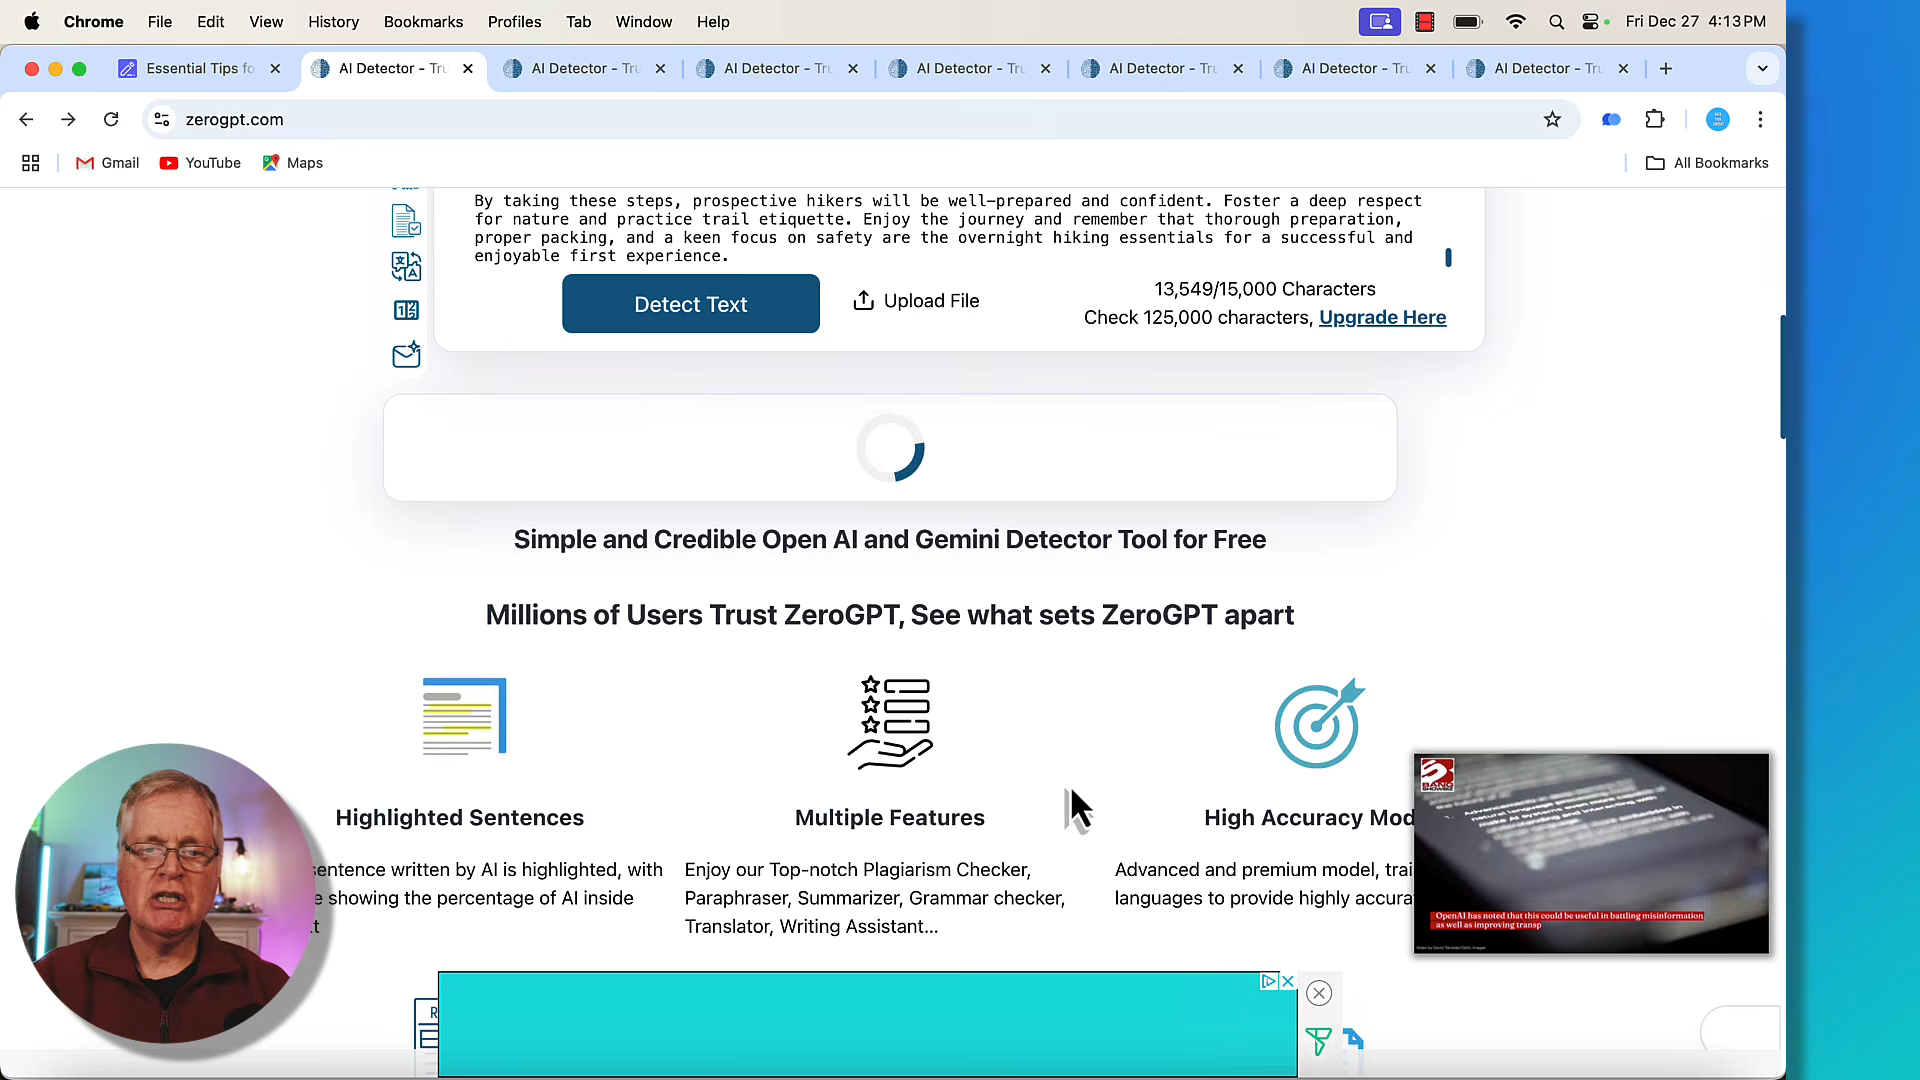 Chrome File Edit View History Bookmarks Profiles Tab Window Help Fri Dec 27 4:13 PM
Essential Tips fo AI Detector - Tru AI Detector - Tru AI Detector - Tru AI Detector - Tru AI Detector - Tru AI Detector - Tru AI Detector - Tru
zerogpt.com
Gmail YouTube Maps All Bookmarks
By taking these steps, prospective hikers will be well-prepared and confident. Foster a deep respect
for nature and practice trail etiquette. Enjoy the journey and remember that thorough preparation,
proper packing, and a keen focus on safety are the overnight hiking essentials for a successful and
enjoyable first experience.
Detect Text
Upload File
13,549/15,000 Characters
Check 125,000 characters, Upgrade Here
Simple and Credible Open AI and Gemini Detector Tool for Free
Millions of Users Trust ZeroGPT, See what sets ZeroGPT apart
Highlighted Sentences
sentence written by AI is highlighted, with
showing the percentage of AI inside
Multiple Features
Enjoy our Top-notch Plagiarism Checker,
Paraphraser, Summarizer, Grammar checker,
Translator, Writing Assistant...
High Accuracy Mod
Advanced and premium model, trai
languages to provide highly accura
OpenAI has noted that this could be useful in battling misinformation
as well as improving transp